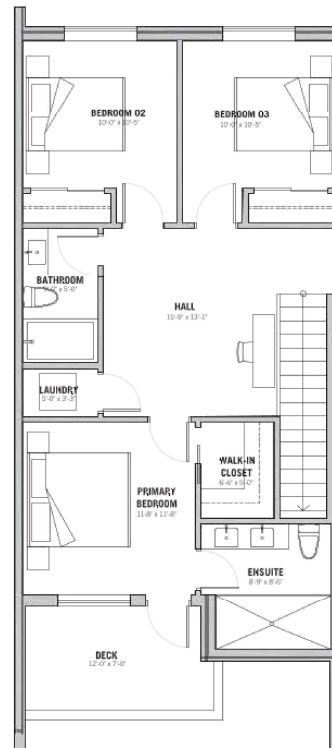 BEDROOM 02
10'-0" x 10'-5"
BEDROOM 03
10'-0" x 10'-5"
BATHROOM
HALL
15'-9" x 13'-1"
LAUNDRY
5'-0" x 3'-3"
WALK-IN
CLOSET
6'-6" x 5'-0"
PRIMARY
BEDROOM
11'-8" x 11'-8"
ENSUITE
8'-9" x 8'-6"
DECK
12'-0" x 7'-0"